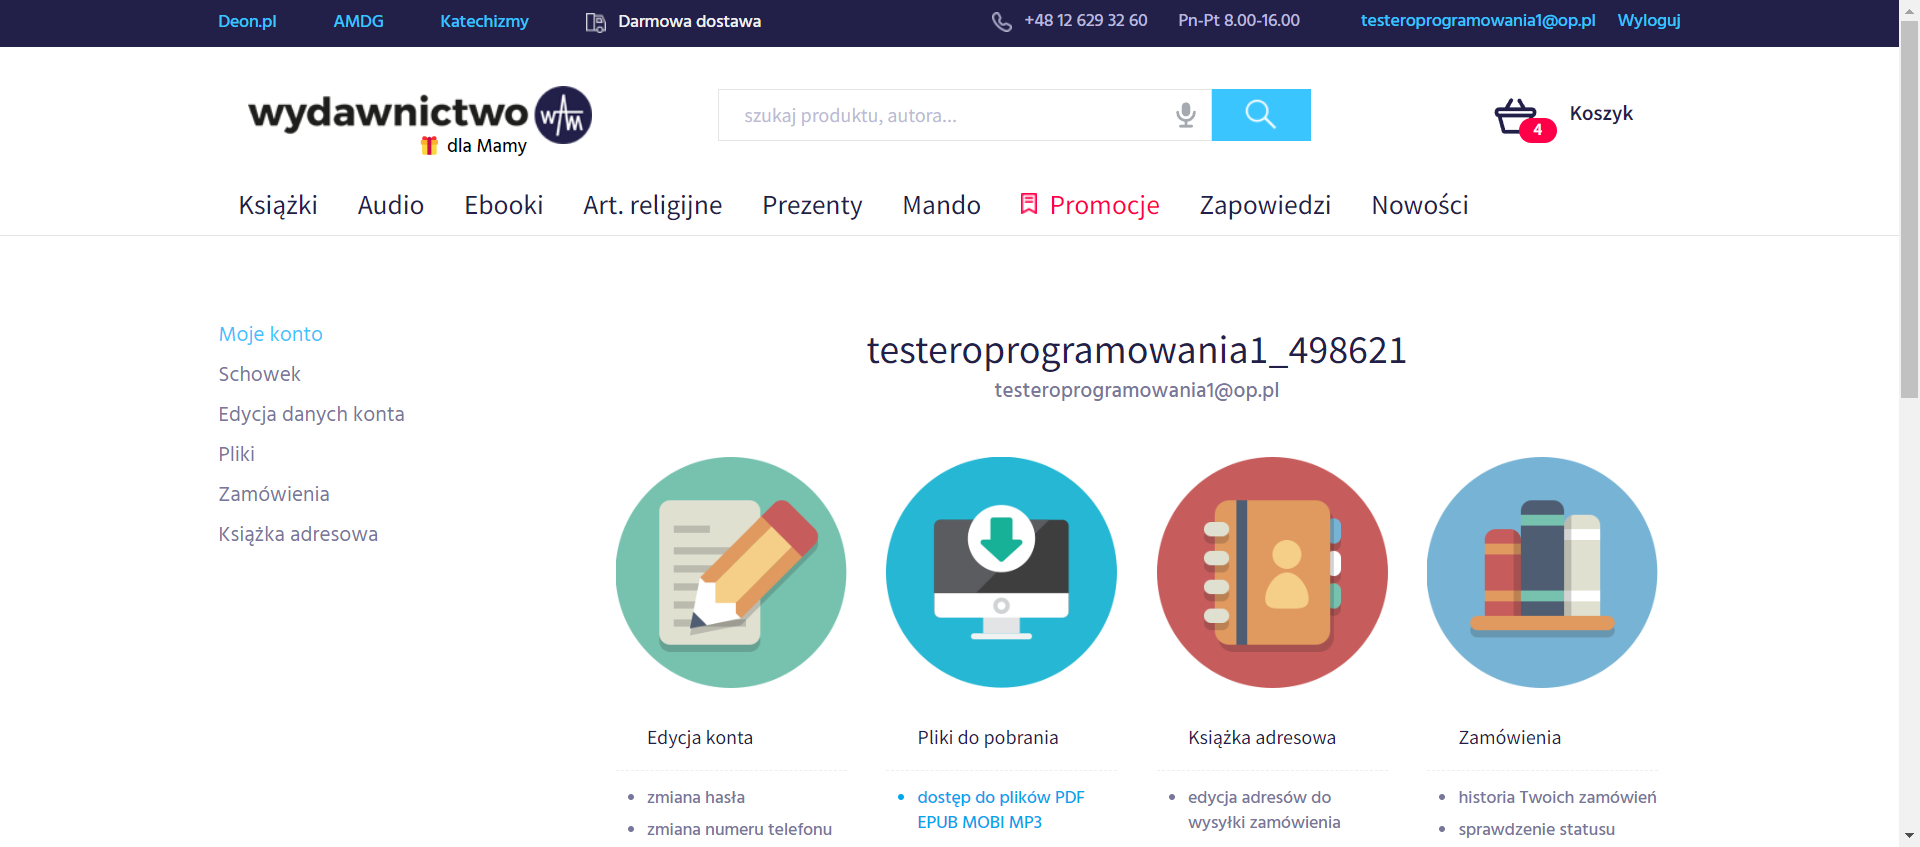 Deon.pl AMDG Katechizmy Darmowa dostawa +48 12 629 32 60 Pn-Pt 8.00-16.00 testeroprogramowania1@op.pl Wyloguj
wydawnictwo WAM
dla Mamy
szukaj produktu, autora...
4
Koszyk
Książki Audio Ebooki Art. religijne Prezenty Mando Promocje Zapowiedzi Nowości
Moje konto
Schowek
Edycja danych konta
Pliki
Zamówienia
Książka adresowa
testeroprogramowania1_498621
testeroprogramowania1@op.pl
Edycja konta
zmiana hasła
zmiana numeru telefonu
Pliki do pobrania
dostęp do plików PDF
EPUB MOBI MP3
Książka adresowa
edycja adresów do
wysyłki zamówienia
Zamówienia
historia Twoich zamówień
sprawdzenie statusu